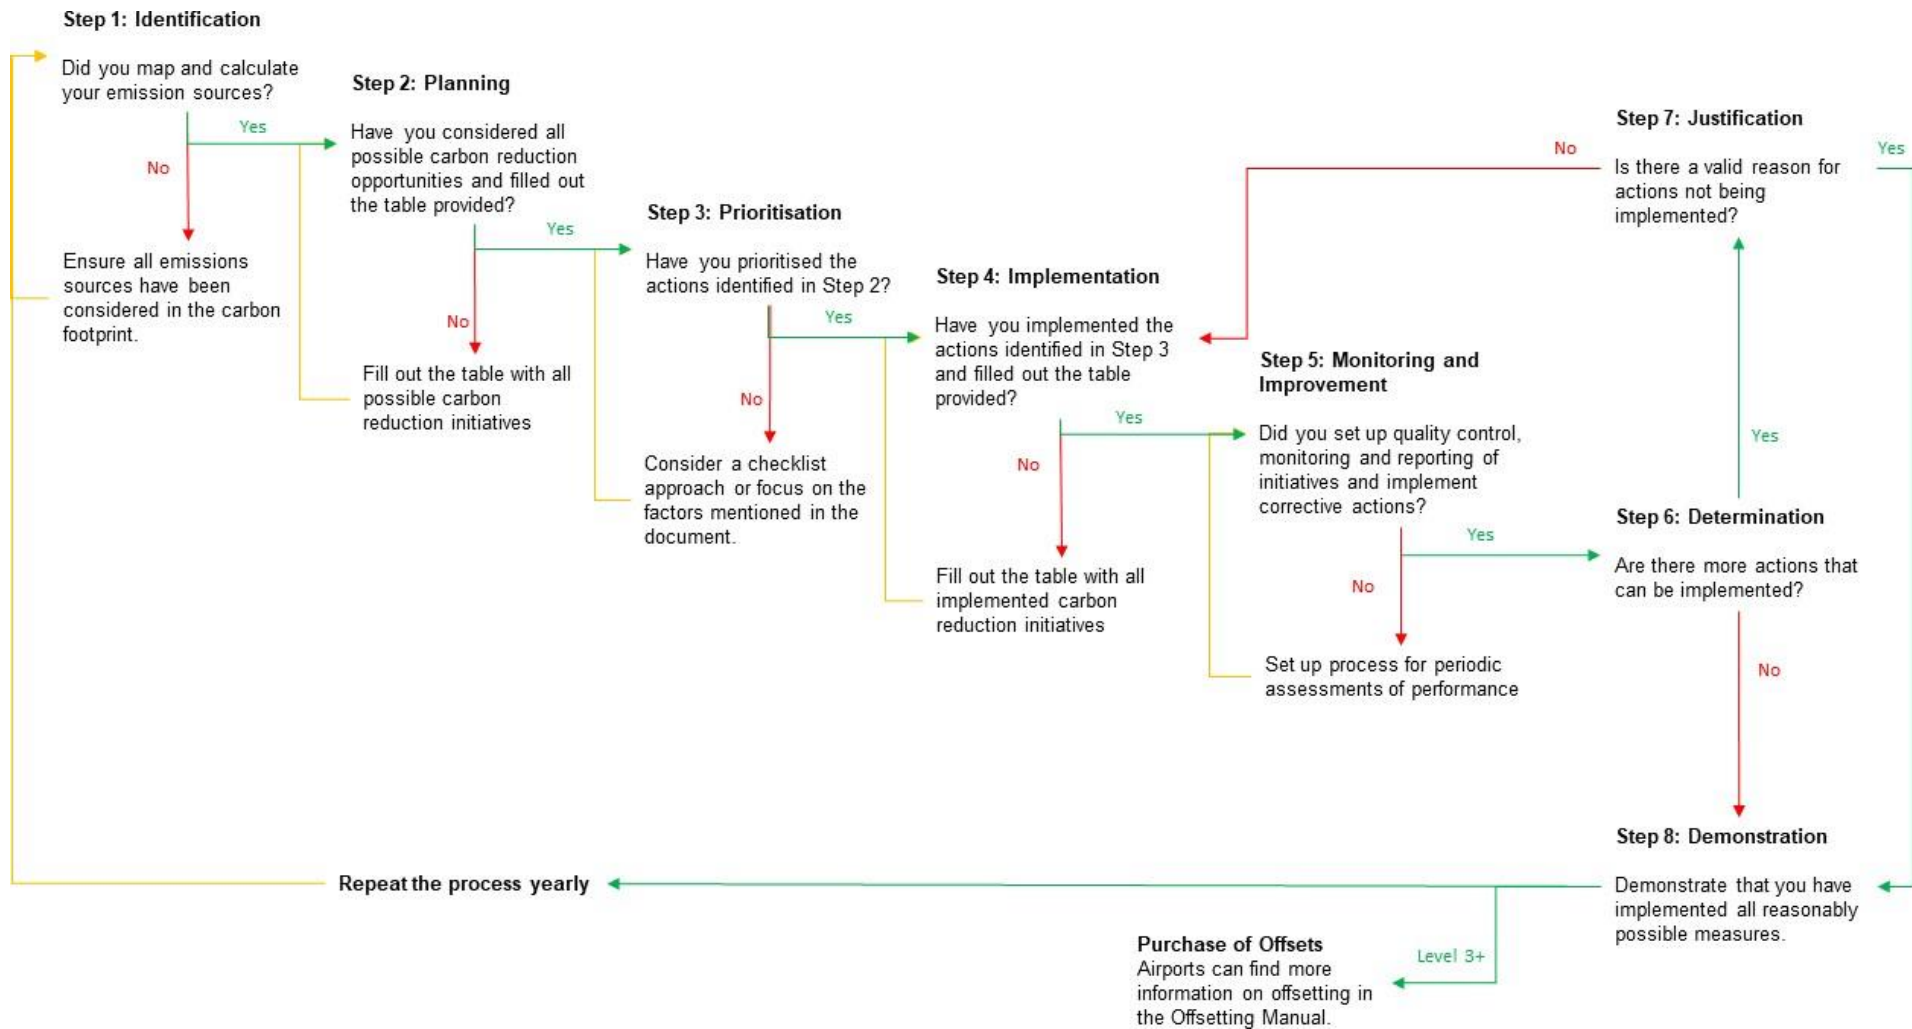 Step 1: Identification
Did you map and calculate
your emission sources?
Yes
No
Ensure all emissions
sources have been
considered in the carbon
footprint.
Step 2: Planning
Have you considered all
possible carbon reduction
opportunities and filled out
the table provided?
Yes
No
Fill out the table with all
possible carbon
reduction initiatives
Step 3: Prioritisation
Have you prioritised the
actions identified in Step 2?
Yes
No
Consider a checklist
approach or focus on the
factors mentioned in the
document.
Step 4: Implementation
Have you implemented the
actions identified in Step 3
and filled out the table
provided?
Yes
No
Fill out the table with all
implemented carbon
reduction initiatives
Step 5: Monitoring and
Improvement
Did you set up quality control,
monitoring and reporting of
initiatives and implement
corrective actions?
Yes
No
Set up process for periodic
assessments of performance
Step 6: Determination
Are there more actions that
can be implemented?
Yes
No
Step 7: Justification
Is there a valid reason for
actions not being
implemented?
No
Yes
Step 8: Demonstration
Demonstrate that you have
implemented all reasonably
possible measures.
Level 3+
Purchase of Offsets
Airports can find more
information on offsetting in
the Offsetting Manual.
Repeat the process yearly